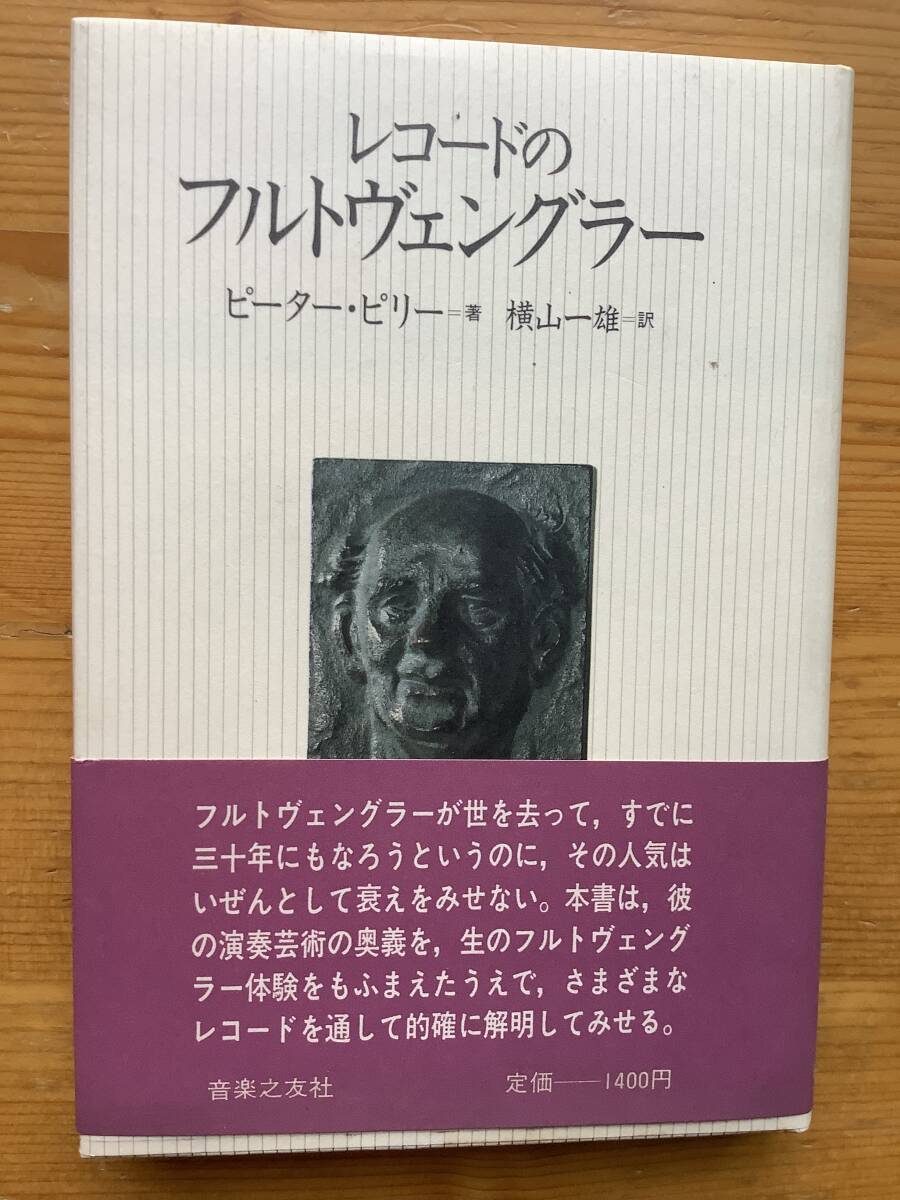 レコードの
フルトヴェングラー
ピーター・ピリー=著 横山一雄=訳
フルトヴェングラーが世を去って，すでに
三十年にもなろうというのに，その人気は
いぜんとして衰えをみせない。本書は，彼
の演奏芸術の奥義を，生のフルトヴェング
ラー体験をもふまえたうえで，さまざまな
レコードを通して的確に解明してみせる。
音楽之友社 定価──1400円